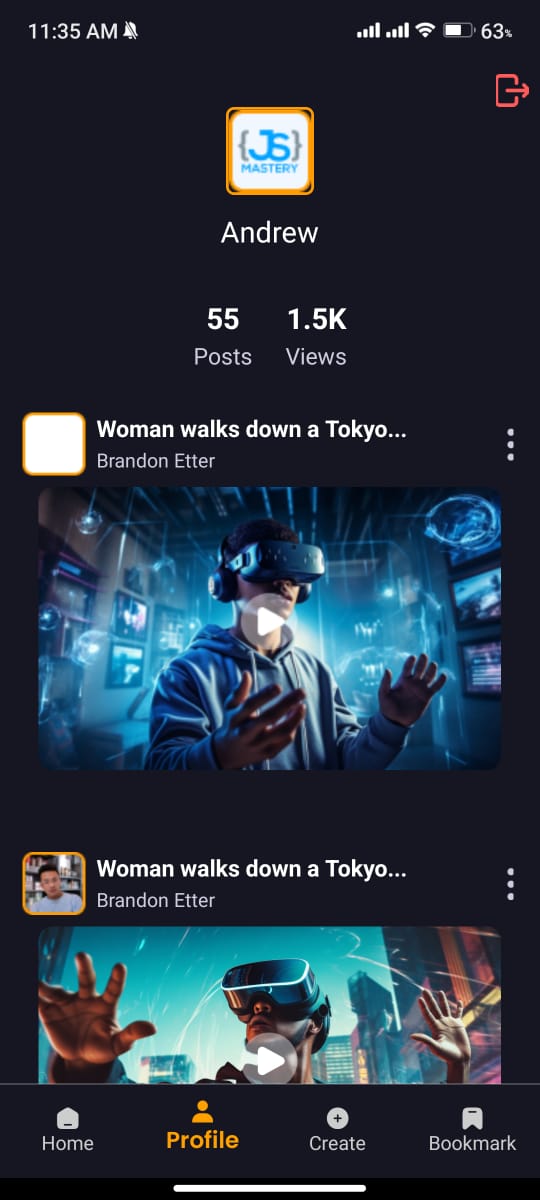 11:35 AM
63%
{JS}
MASTERY
Andrew
55 1.5K
Posts Views
Woman walks down a Tokyo...
Brandon Etter
Woman walks down a Tokyo...
Brandon Etter
Home Profile Create Bookmark